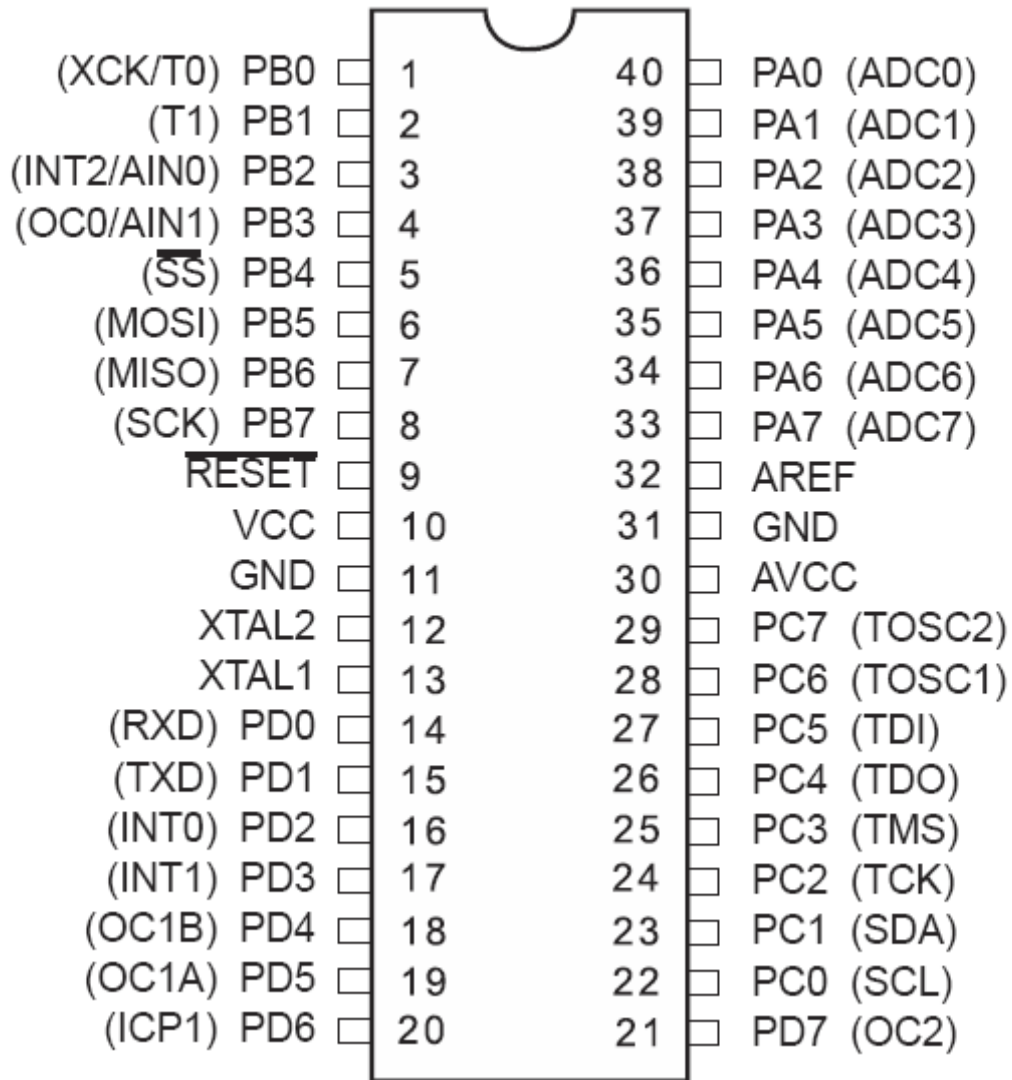 (XCK/T0) PB0 1 40 PA0 (ADC0)
(T1) PB1 2 39 PA1 (ADC1)
(INT2/AIN0) PB2 3 38 PA2 (ADC2)
(OC0/AIN1) PB3 4 37 PA3 (ADC3)
(SS) PB4 5 36 PA4 (ADC4)
(MOSI) PB5 6 35 PA5 (ADC5)
(MISO) PB6 7 34 PA6 (ADC6)
(SCK) PB7 8 33 PA7 (ADC7)
RESET 9 32 AREF
VCC 10 31 GND
GND 11 30 AVCC
XTAL2 12 29 PC7 (TOSC2)
XTAL1 13 28 PC6 (TOSC1)
(RXD) PD0 14 27 PC5 (TDI)
(TXD) PD1 15 26 PC4 (TDO)
(INT0) PD2 16 25 PC3 (TMS)
(INT1) PD3 17 24 PC2 (TCK)
(OC1B) PD4 18 23 PC1 (SDA)
(OC1A) PD5 19 22 PC0 (SCL)
(ICP1) PD6 20 21 PD7 (OC2)